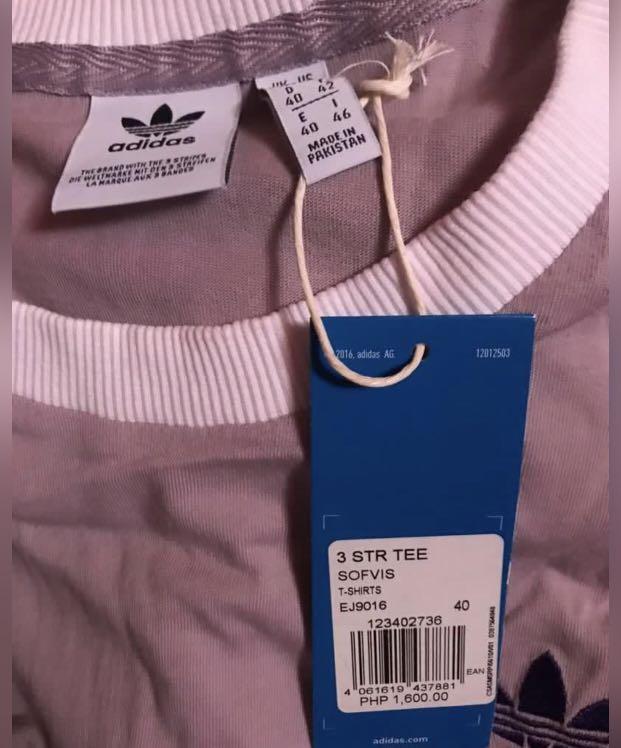 adidas
THE BRAND WITH THE 3 STRIPES
DIE WELTMARKE MIT DEN 3 STREIFEN
LA MARQUE AUX 3 BANDES
D
40 42
E I
40 46
MADE IN
PAKISTAN
2016, adidas AG. 12012503
3 STR TEE
SOFVIS
T-SHIRTS
EJ9016 40
123402736
EAN
4 061619 437881
PHP 1,600.00
adidas.com